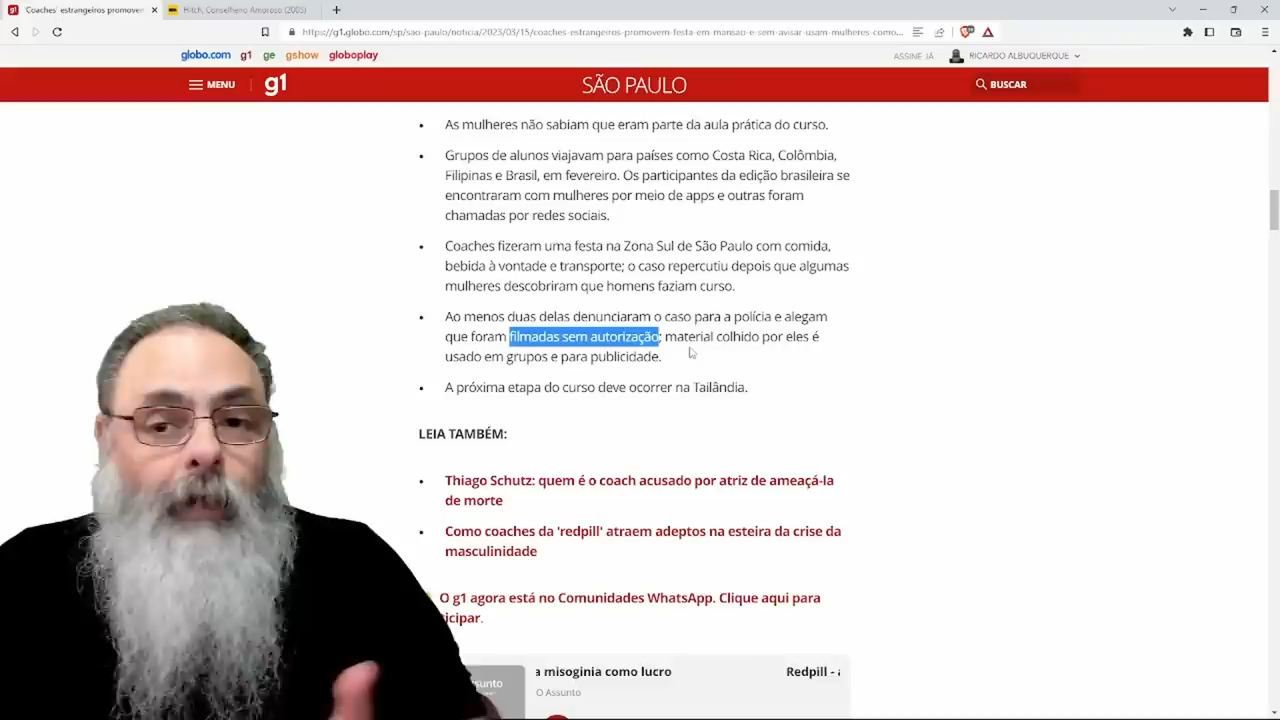 'Coaches' estrangeiros promovem
Hitch, Conselheiro Amoroso (2005)
https://g1.globo.com/sp/sao-paulo/noticia/2023/03/15/coaches-estrangeiros-promovem-festa-em-mansao-e-sem-avisar-usam-mulheres-como...
globo.com g1 ge gshow globoplay
ASSINE JÁ
RICARDO ALBUQUERQUE
MENU
g1
SÃO PAULO
BUSCAR
As mulheres não sabiam que eram parte da aula prática do curso.
Grupos de alunos viajavam para países como Costa Rica, Colômbia,
Filipinas e Brasil, em fevereiro. Os participantes da edição brasileira se
encontraram com mulheres por meio de apps e outras foram
chamadas por redes sociais.
Coaches fizeram uma festa na Zona Sul de São Paulo com comida,
bebida à vontade e transporte; o caso repercutiu depois que algumas
mulheres descobriram que homens faziam curso.
Ao menos duas delas denunciaram o caso para a polícia e alegam
que foram filmadas sem autorização; material colhido por eles é
usado em grupos e para publicidade.
A próxima etapa do curso deve ocorrer na Tailândia.
LEIA TAMBÉM:
Thiago Schutz: quem é o coach acusado por atriz de ameaçá-la
de morte
Como coaches da 'redpill' atraem adeptos na esteira da crise da
masculinidade
O g1 agora está no Comunidades WhatsApp. Clique aqui para
icipar.
a misoginia como lucro
Redpill -
O Assunto
sunto